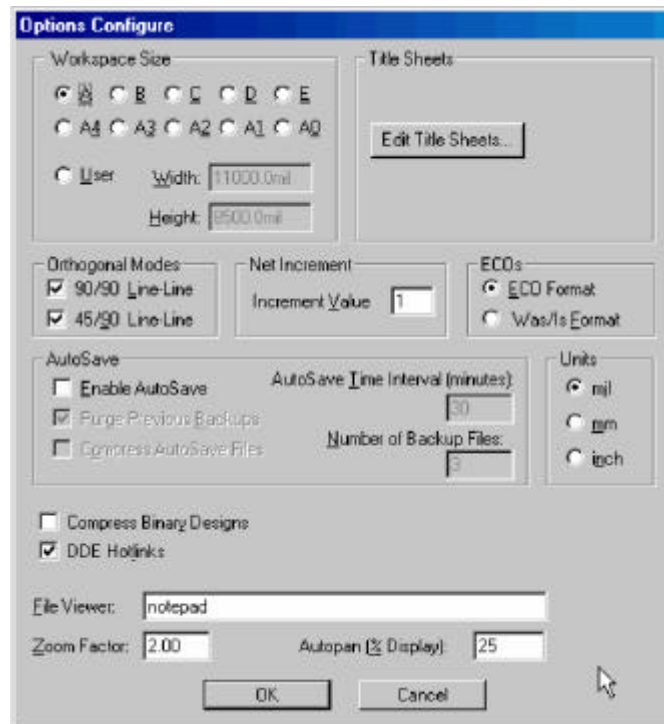 Options Configure
Workspace Size
Title Sheets
A B C D E
A4 A3 A2 A1 A0
Edit Title Sheets...
User Width: 11000.0mil
Height: 8500.0mil
Orthogonal Modes
Net Increment
ECOs
90/90 Line-Line
Increment Value 1
ECO Format
45/90 Line-Line
Was/Is Format
AutoSave
Units
Enable AutoSave
AutoSave Time Interval (minutes):
mil
Purge Previous Backups
30
mm
Compress AutoSave Files
Number of Backup Files:
3
inch
Compress Binary Designs
DDE Hotlinks
File Viewer: notepad
Zoom Factor: 2.00 Autopan (% Display): 25
OK Cancel